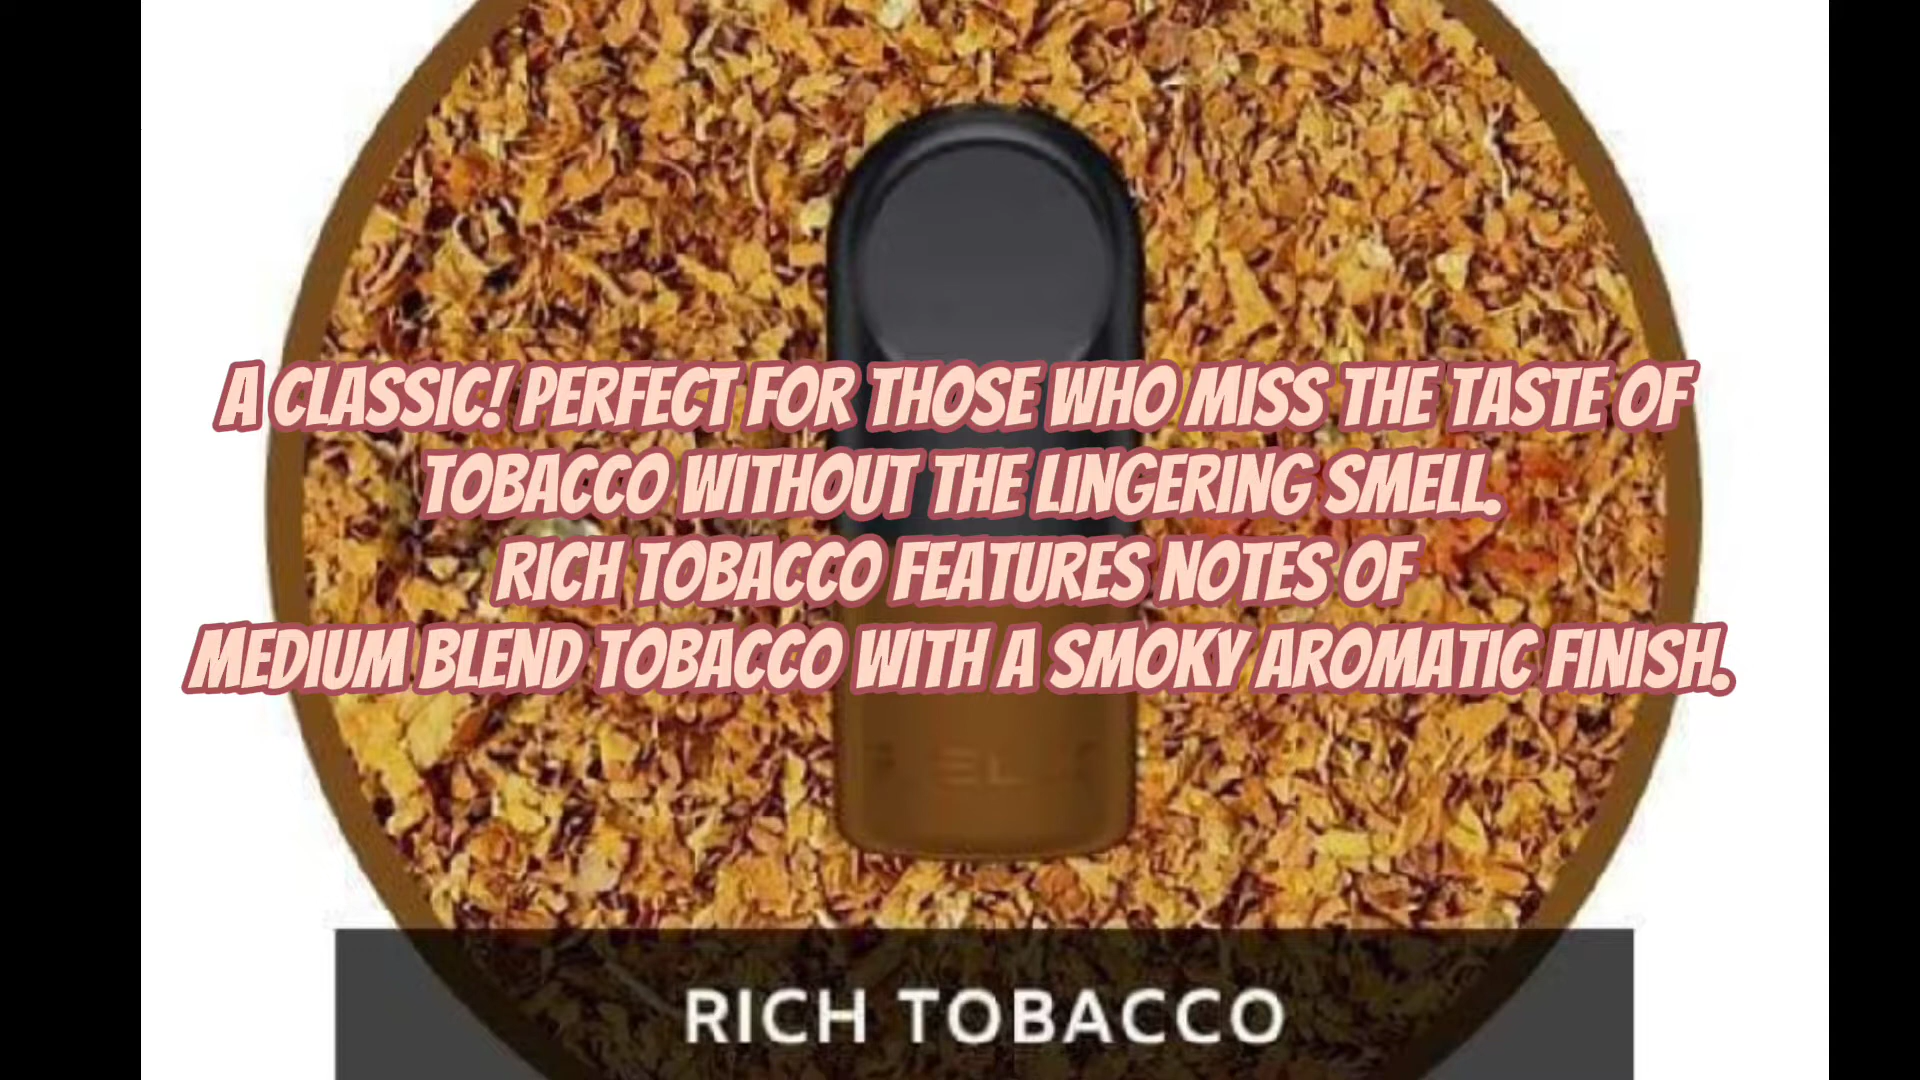 A CLASSIC! PERFECT FOR THOSE WHO MISS THE TASTE OF
TOBACCO WITHOUT THE LINGERING SMELL.
RICH TOBACCO FEATURES NOTES OF
MEDIUM BLEND TOBACCO WITH A SMOKY AROMATIC FINISH.
RICH TOBACCO